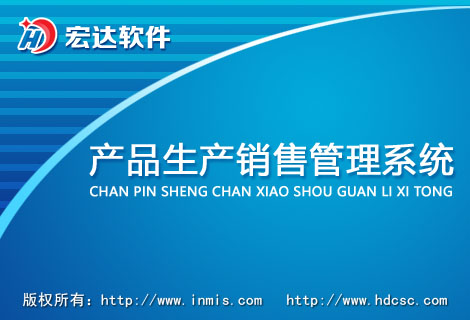 HD 宏达软件
产品生产销售管理系统
CHAN PIN SHENG CHAN XIAO SHOU GUAN LI XI TONG
版权所有：http://www.inmis.com http://www.hdcsc.com